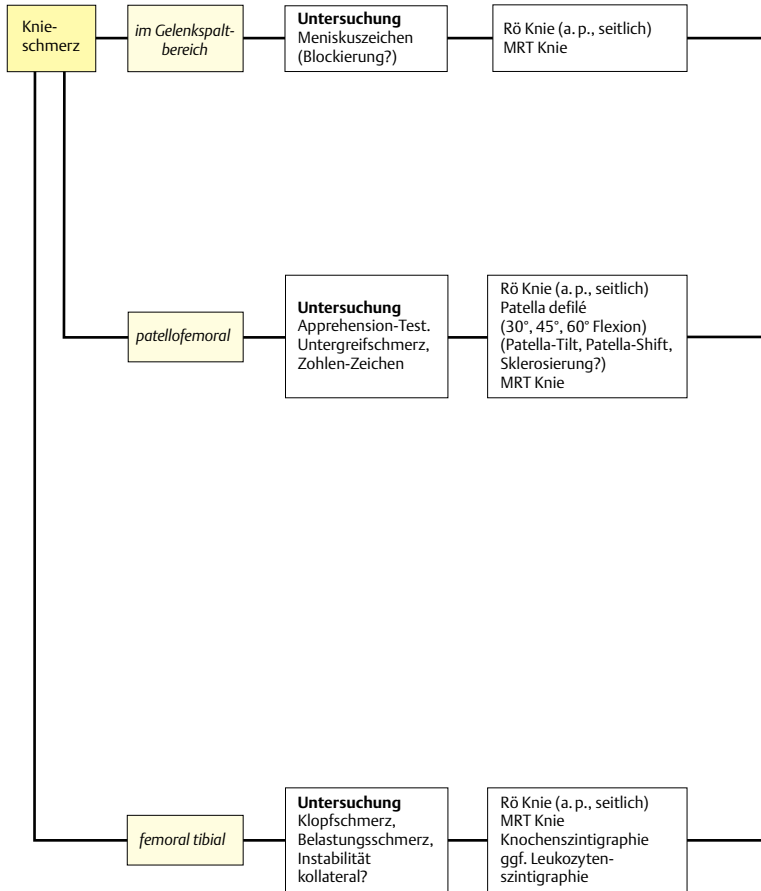 Knie-
schmerz
im Gelenkspalt-
bereich
Untersuchung
Meniskuszeichen
(Blockierung?)
Rö Knie (a. p., seitlich)
MRT Knie
patellofemoral
Untersuchung
Apprehension-Test.
Untergreifschmerz,
Zohlen-Zeichen
Rö Knie (a. p., seitlich)
Patella defilé
(30°, 45°, 60° Flexion)
(Patella-Tilt, Patella-Shift,
Sklerosierung?)
MRT Knie
femoral tibial
Untersuchung
Klopfschmerz,
Belastungsschmerz,
Instabilität
kollateral?
Rö Knie (a. p., seitlich)
MRT Knie
Knochenszintigraphie
ggf. Leukozyten-
szintigraphie